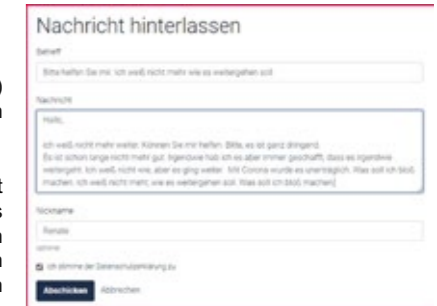 Nachricht hinterlassen
Betreff
Bitte helfen Sie mir. Ich weiß nicht mehr wie es weitergehen soll
Nachricht
Hallo,
ich weiß nicht mehr weiter. Können Sie mir helfen. Bitte, es ist ganz dringend.
Es ist schon lange nicht mehr gut. Irgendwie hab ich es aber immer geschafft, dass es irgendwie
weitergeht. Ich weiß nicht wie, aber es ging weiter. Mit Corona wurde es unerträglich. Was soll ich bloß
machen, ich weiß nicht mehr, wie es weitergehen soll. Was soll ich bloß machen
Nickname
Renate
optional
Ich stimme der Datenschutzerklärung zu
Abschicken Abbrechen